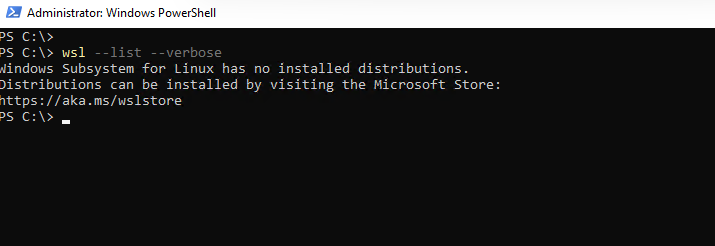 Administrator: Windows PowerShell
PS C:\>
PS C:\> wsl --list --verbose
Windows Subsystem for Linux has no installed distributions.
Distributions can be installed by visiting the Microsoft Store:
https://aka.ms/wslstore
PS C:\>